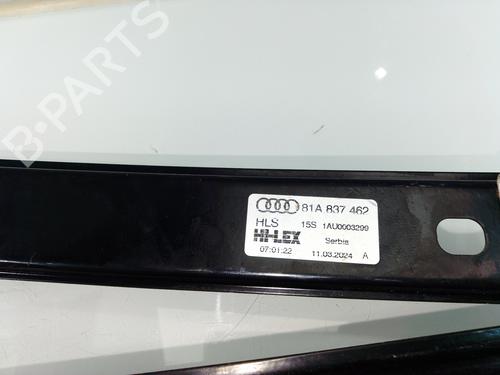 B-PARTS
81A 837 462
HLS 15S 1AU0003299
HI-LEX Serbia
07:01:22 11.03.2024 A